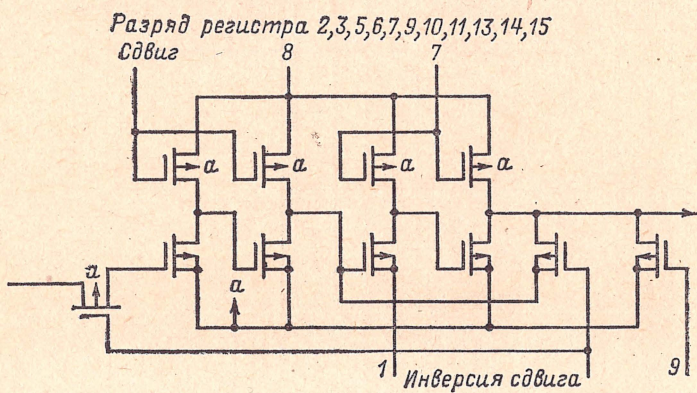 Разряд регистра 2,3,5,6,7,9,10,11,13,14,15
Сдвиг 8 7
а а а а
а а
1 Инверсия сдвига 9